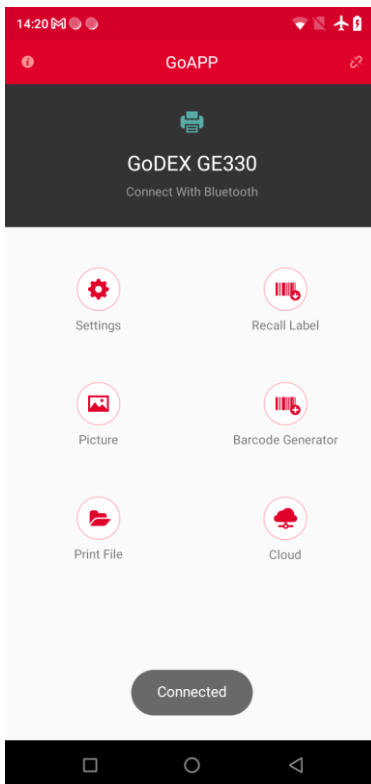 14:20
GoAPP
GoDEX GE330
Connect With Bluetooth
Settings
Recall Label
Picture
Barcode Generator
Print File
Cloud
Connected